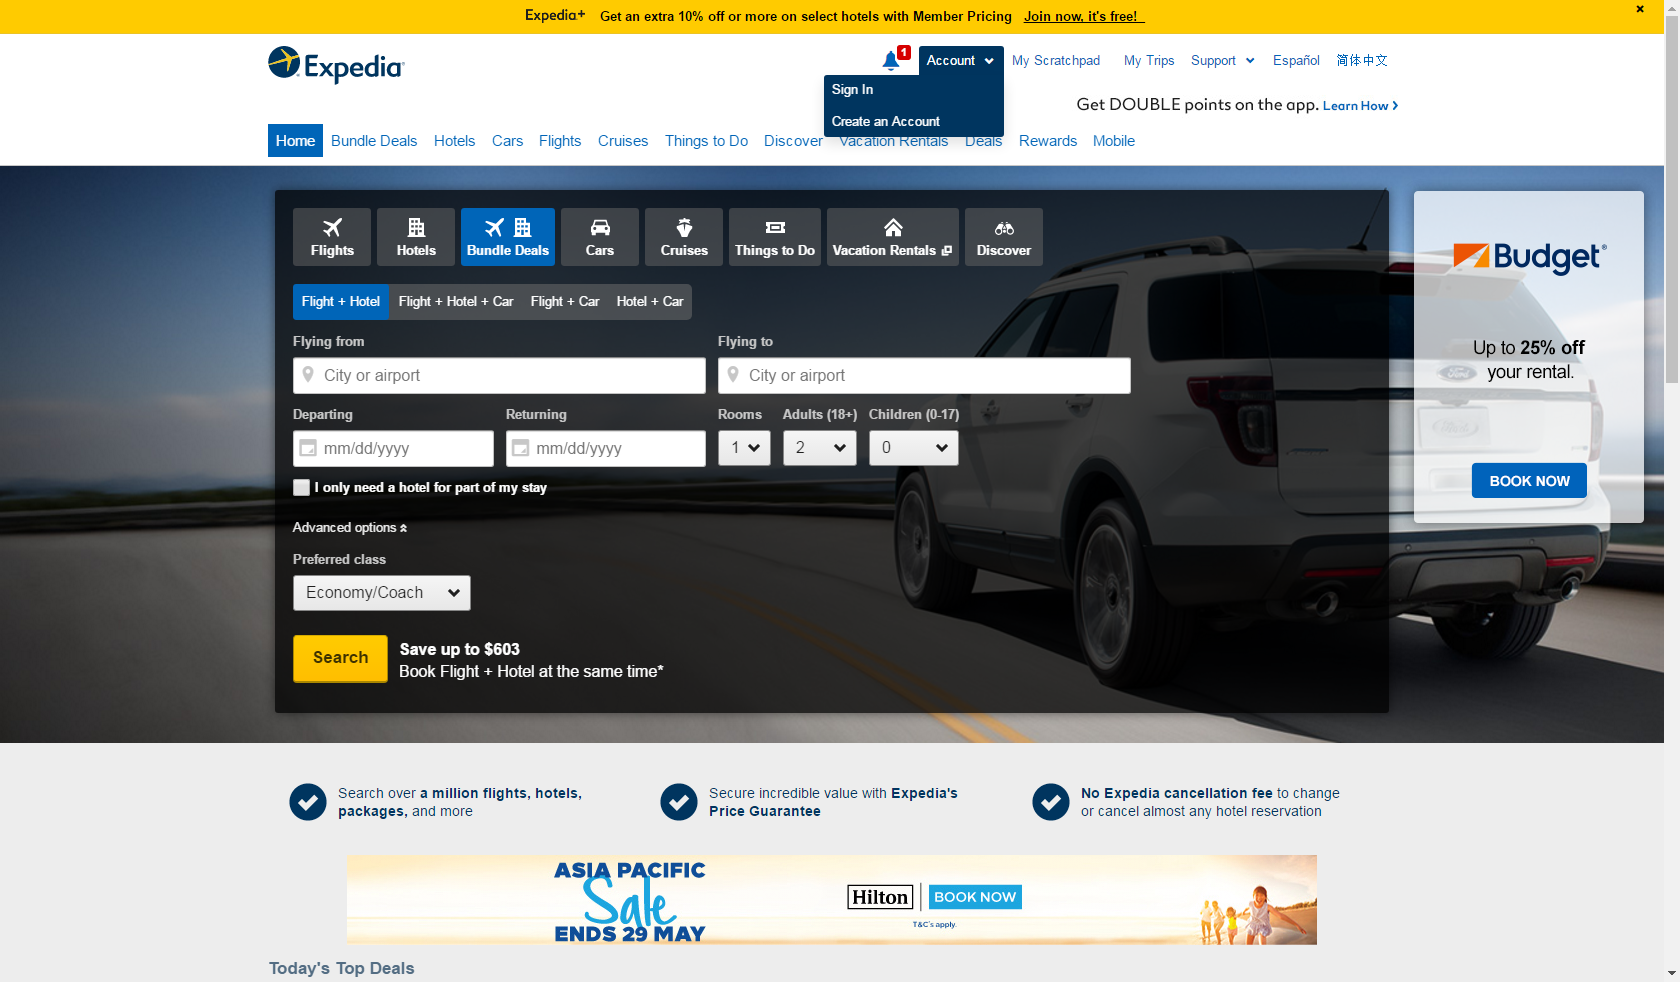 Expedia+ Get an extra 10% off or more on select hotels with Member Pricing Join now, it's free!
Expedia
1
Account
My Scratchpad
My Trips
Support
Español
简体中文
Sign In
Create an Account
Get DOUBLE points on the app. Learn How
Home
Bundle Deals
Hotels
Cars
Flights
Cruises
Things to Do
Discover
Vacation Rentals
Deals
Rewards
Mobile
Flights
Hotels
Bundle Deals
Cars
Cruises
Things to Do
Vacation Rentals
Discover
Flight + Hotel
Flight + Hotel + Car
Flight + Car
Hotel + Car
Flying from
Flying to
City or airport
City or airport
Departing
Returning
Rooms
Adults (18+)
Children (0-17)
mm/dd/yyyy
mm/dd/yyyy
1
2
0
I only need a hotel for part of my stay
Advanced options
Preferred class
Economy/Coach
Search
Save up to $603
Book Flight + Hotel at the same time*
Budget®
Up to 25% off
your rental.
BOOK NOW
Ford
Search over a million flights, hotels,
packages, and more
Secure incredible value with Expedia's
Price Guarantee
No Expedia cancellation fee to change
or cancel almost any hotel reservation
ASIA PACIFIC
Sale
ENDS 29 MAY
Hilton
BOOK NOW
T&C's apply.
Today's Top Deals